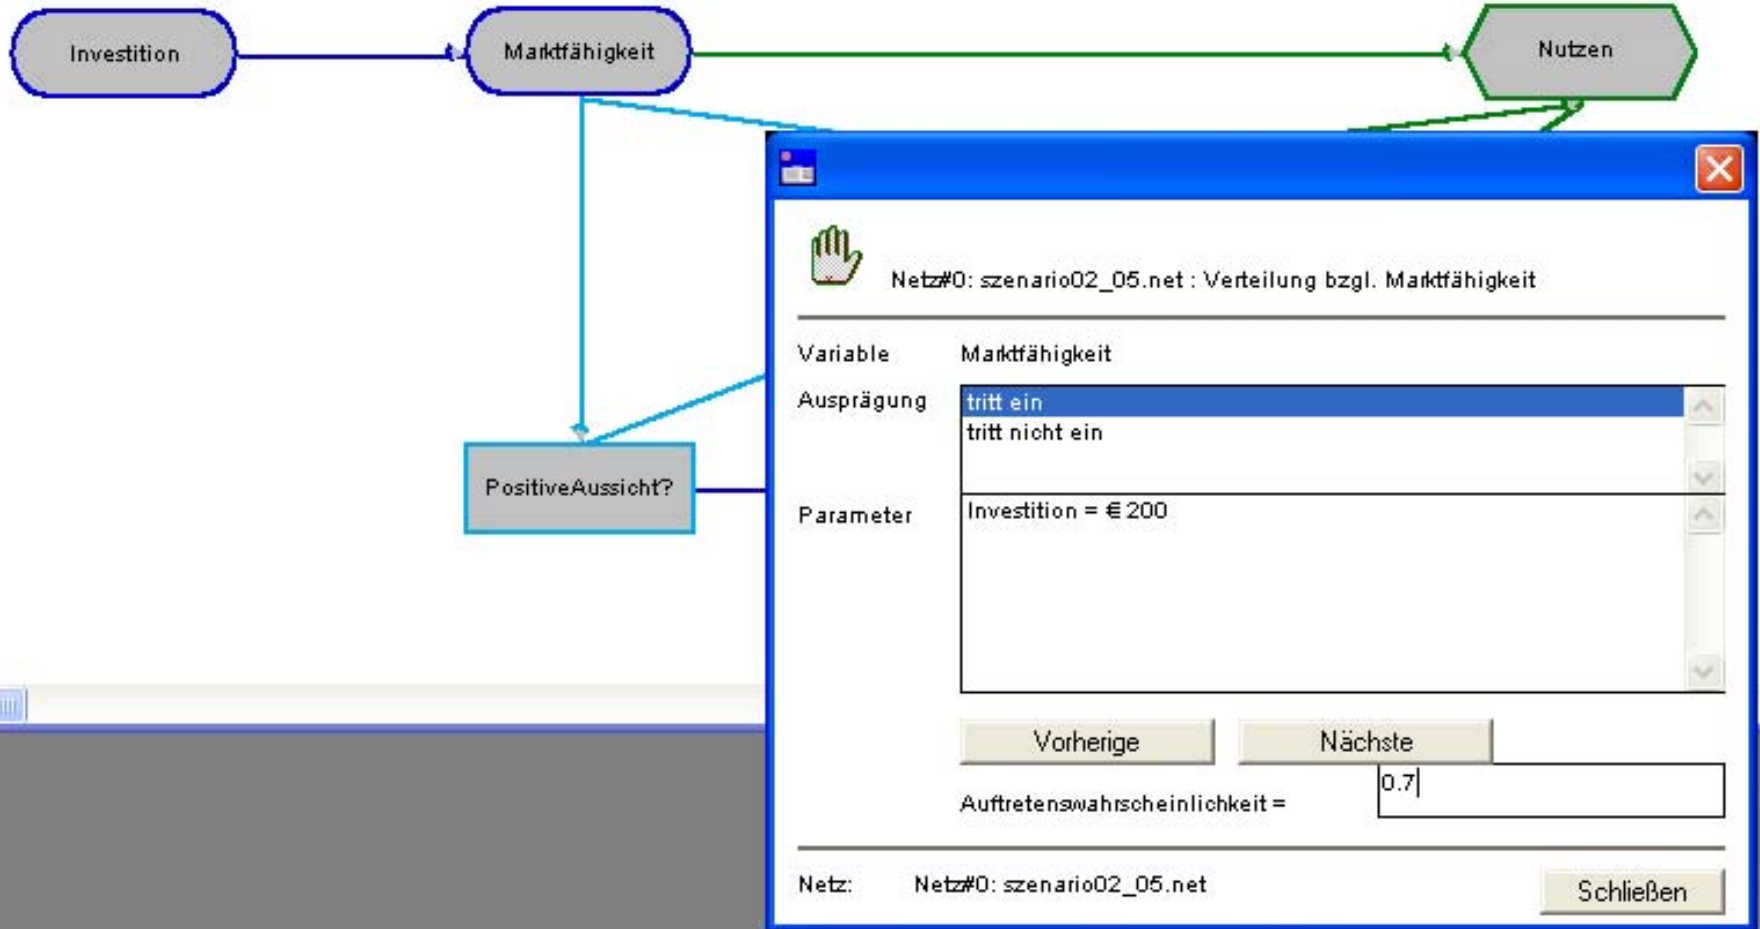 Investition
Marktfähigkeit
Nutzen
Netz#0: szenario02_05.net : Verteilung bzgl. Marktfähigkeit
Variable Marktfähigkeit
Ausprägung tritt ein
tritt nicht ein
PositiveAussicht?
Parameter Investition = € 200
Vorherige Nächste
Auftretenswahrscheinlichkeit = 0.7
Netz: Netz#0: szenario02_05.net
Schließen